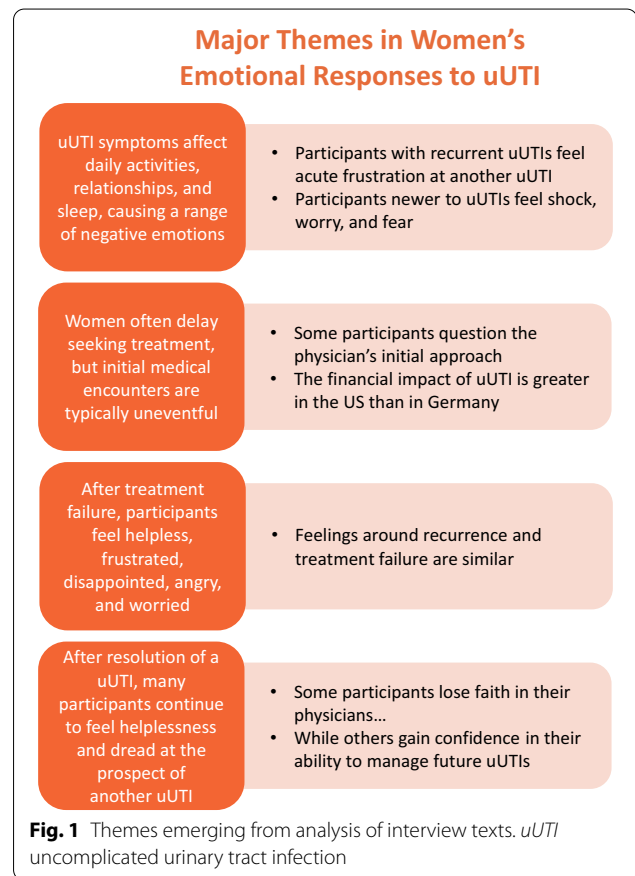 Major Themes in Women's
Emotional Responses to uUTI
uUTI symptoms affect
daily activities,
relationships, and
sleep, causing a range
of negative emotions
• Participants with recurrent uUTIs feel
acute frustration at another uUTI
• Participants newer to uUTIs feel shock,
worry, and fear
Women often delay
seeking treatment,
but initial medical
encounters are
typically uneventful
• Some participants question the
physician's initial approach
• The financial impact of uUTI is greater
in the US than in Germany
After treatment
failure, participants
feel helpless,
frustrated,
disappointed, angry,
and worried
• Feelings around recurrence and
treatment failure are similar
After resolution of a
uUTI, many
participants continue
to feel helplessness
and dread at the
prospect of
another uUTI
• Some participants lose faith in their
physicians...
• While others gain confidence in their
ability to manage future uUTIs
Fig. 1 Themes emerging from analysis of interview texts. uUTI
uncomplicated urinary tract infection